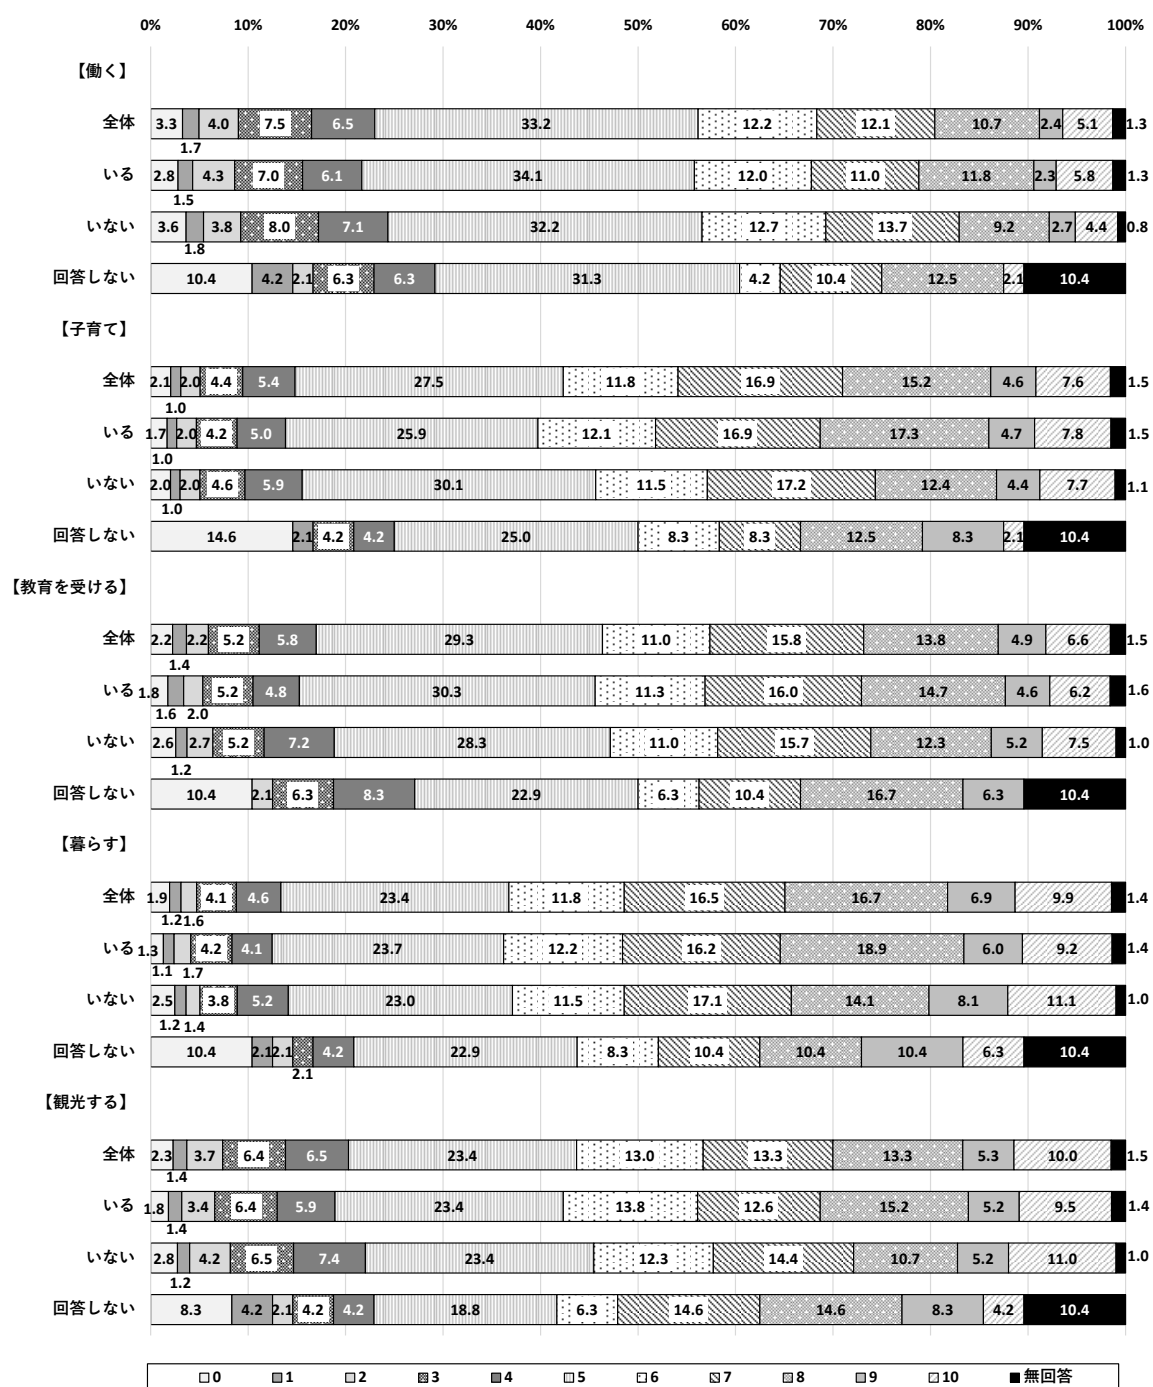 0% 10% 20% 30% 40% 50% 60% 70% 80% 90% 100%
【働く】
全体 3.3 1.7 4.0 7.5 6.5 33.2 12.2 12.1 10.7 2.4 5.1 1.3
いる 2.8 1.5 4.3 7.0 6.1 34.1 12.0 11.0 11.8 2.3 5.8 1.3
いない 3.6 1.8 3.8 8.0 7.1 32.2 12.7 13.7 9.2 2.7 4.4 0.8
回答しない 10.4 4.2 2.1 6.3 6.3 31.3 4.2 10.4 12.5 2.1 10.4
【子育て】
全体 2.1 1.0 2.0 4.4 5.4 27.5 11.8 16.9 15.2 4.6 7.6 1.5
いる 1.7 1.0 2.0 4.2 5.0 25.9 12.1 16.9 17.3 4.7 7.8 1.5
いない 2.0 1.0 2.0 4.6 5.9 30.1 11.5 17.2 12.4 4.4 7.7 1.1
回答しない 14.6 2.1 4.2 4.2 25.0 8.3 8.3 12.5 8.3 2.1 10.4
【教育を受ける】
全体 2.2 1.4 2.2 5.2 5.8 29.3 11.0 15.8 13.8 4.9 6.6 1.5
いる 1.8 1.6 2.0 5.2 4.8 30.3 11.3 16.0 14.7 4.6 6.2 1.6
いない 2.6 1.2 2.7 5.2 7.2 28.3 11.0 15.7 12.3 5.2 7.5 1.0
回答しない 10.4 2.1 6.3 8.3 22.9 6.3 10.4 16.7 6.3 10.4
【暮らす】
全体 1.9 1.2 1.6 4.1 4.6 23.4 11.8 16.5 16.7 6.9 9.9 1.4
いる 1.3 1.1 1.7 4.2 4.1 23.7 12.2 16.2 18.9 6.0 9.2 1.4
いない 2.5 1.2 1.4 3.8 5.2 23.0 11.5 17.1 14.1 8.1 11.1 1.0
回答しない 10.4 2.1 2.1 2.1 4.2 22.9 8.3 10.4 10.4 10.4 6.3 10.4
【観光する】
全体 2.3 1.4 3.7 6.4 6.5 23.4 13.0 13.3 13.3 5.3 10.0 1.5
いる 1.8 1.4 3.4 6.4 5.9 23.4 13.8 12.6 15.2 5.2 9.5 1.4
いない 2.8 1.2 4.2 6.5 7.4 23.4 12.3 14.4 10.7 5.2 11.0 1.0
回答しない 8.3 4.2 2.1 4.2 4.2 18.8 6.3 14.6 14.6 8.3 4.2 10.4
0 1 2 3 4 5 6 7 8 9 10 無回答